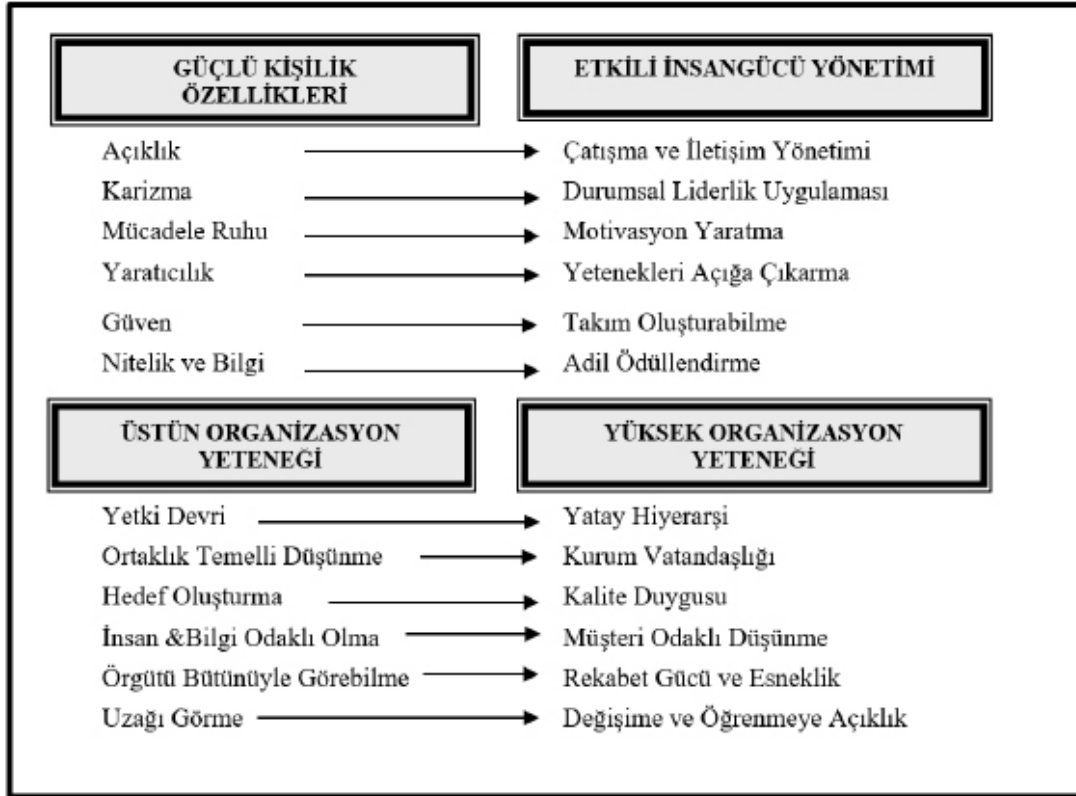 GÜÇLÜ KİŞİLİK
ÖZELLİKLERİ
ETKİLİ İNSANGÜCÜ YÖNETİMİ
Açıklık
Çatışma ve İletişim Yönetimi
Karizma
Durumsal Liderlik Uygulaması
Mücadele Ruhu
Motivasyon Yaratma
Yaratıcılık
Yetenekleri Açığa Çıkarma
Güven
Takım Oluşturabilme
Nitelik ve Bilgi
Adil Ödüllendirme
ÜSTÜN ORGANİZASYON
YETENEĞİ
YÜKSEK ORGANİZASYON
YETENEĞİ
Yetki Devri
Yatay Hiyerarşi
Ortaklık Temelli Düşünme
Kurum Vatandaşlığı
Hedef Oluşturma
Kalite Duygusu
İnsan &Bilgi Odaklı Olma
Müşteri Odaklı Düşünme
Örgütü Bütünüyle Görebilme
Rekabet Gücü ve Esneklik
Uzağı Görme
Değişime ve Öğrenmeye Açıklık